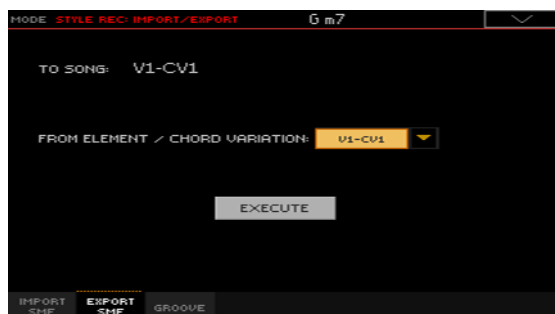 MODE STYLE REC: IMPORT/EXPORT G m7
TO SONG: V1-CV1
FROM ELEMENT / CHORD VARIATION: V1-CV1
EXECUTE
IMPORT SMF EXPORT SMF GROOVE